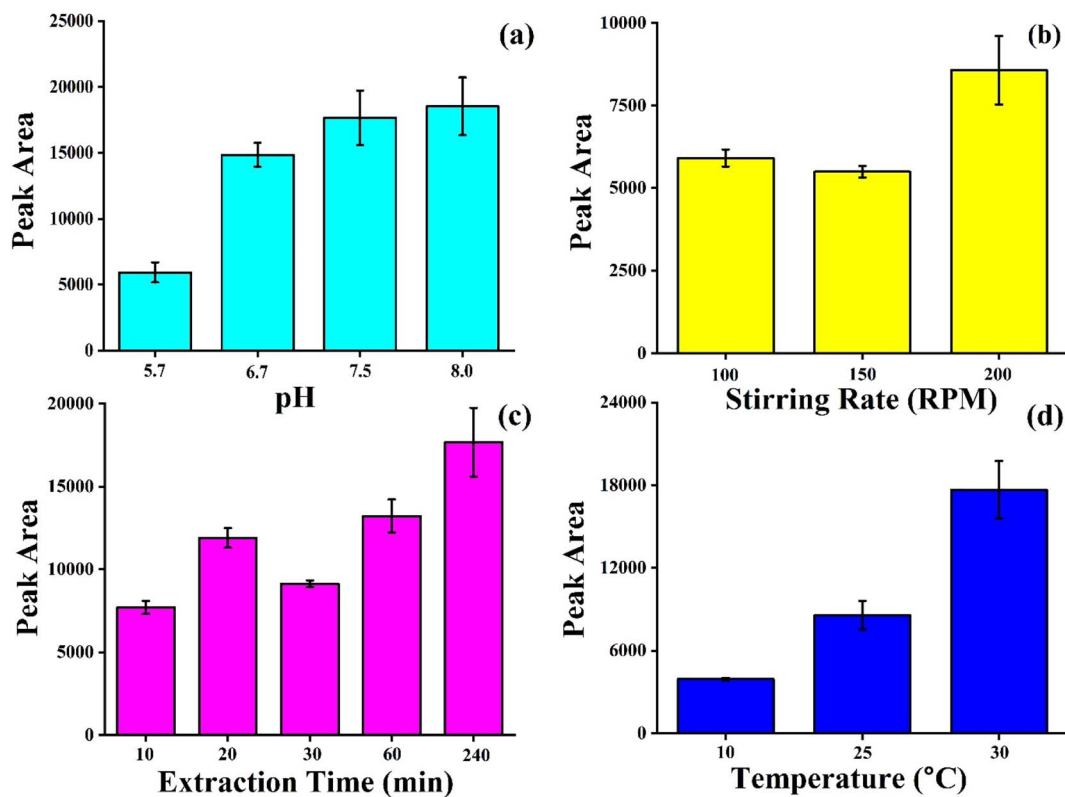 (a)
Peak Area
25000
20000
15000
10000
5000
0
5.7 6.7 7.5 8.0
pH
(b)
Peak Area
10000
7500
5000
2500
0
100 150 200
Stirring Rate (RPM)
(c)
Peak Area
20000
15000
10000
5000
0
10 20 30 60 240
Extraction Time (min)
(d)
Peak Area
24000
18000
12000
6000
0
10 25 30
Temperature (°C)